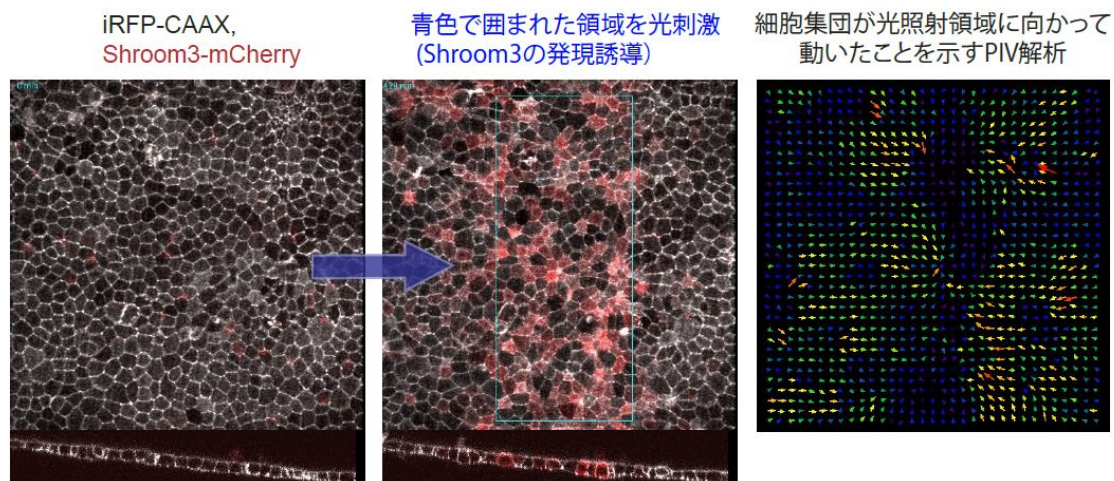 iRFP-CAAX,
Shroom3-mCherry
青色で囲まれた領域を光刺激
(Shroom3の発現誘導)
細胞集団が光照射領域に向かって
動いたことを示すPIV解析